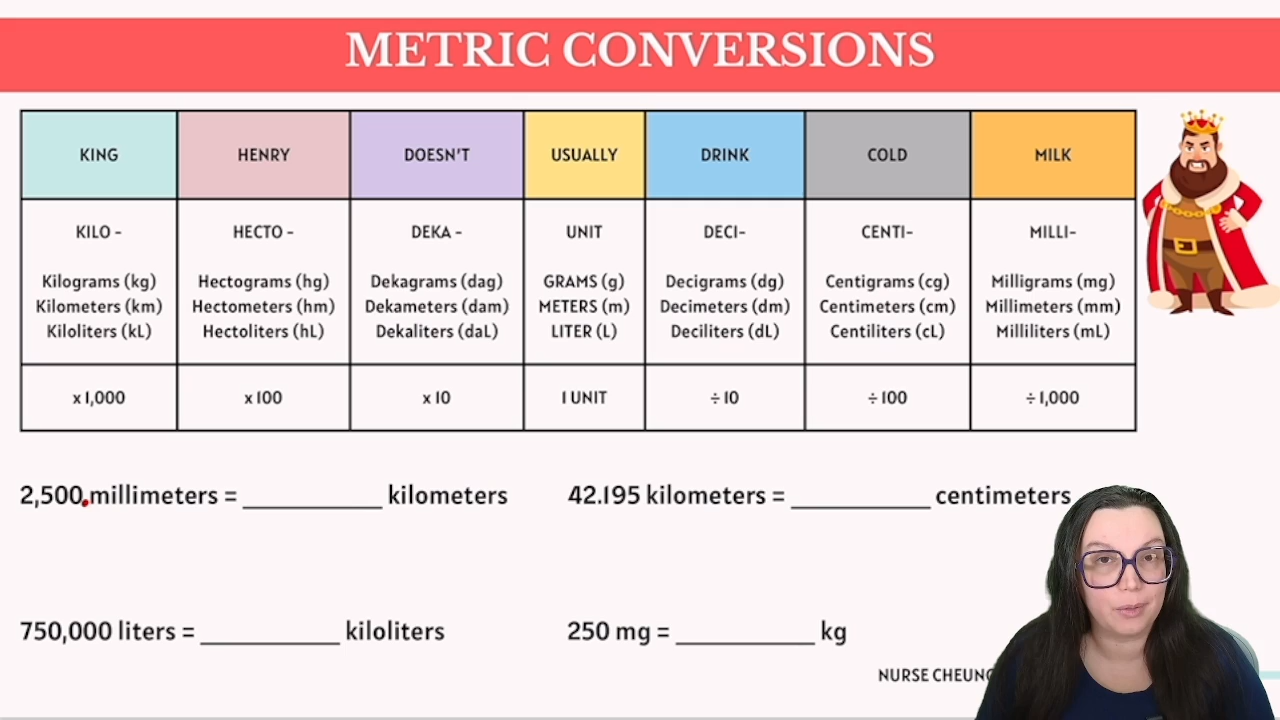 METRIC CONVERSIONS
KING HENRY DOESN'T USUALLY DRINK COLD MILK
KILO - HECTO - DEKA - UNIT DECI- CENTI- MILLI-
Kilograms (kg) Hectograms (hg) Dekagrams (dag) GRAMS (g) Decigrams (dg) Centigrams (cg) Milligrams (mg)
Kilometers (km) Hectometers (hm) Dekameters (dam) METERS (m) Decimeters (dm) Centimeters (cm) Millimeters (mm)
Kiloliters (kL) Hectoliters (hL) Dekaliters (daL) LITER (L) Deciliters (dL) Centiliters (cL) Milliliters (mL)
x 1,000 x 100 x 10 1 UNIT ÷ 10 ÷ 100 ÷ 1,000
2,500.millimeters = __________ kilometers 42.195 kilometers = __________ centimeters
750,000 liters = __________ kiloliters 250 mg = __________ kg
NURSE CHEUNG